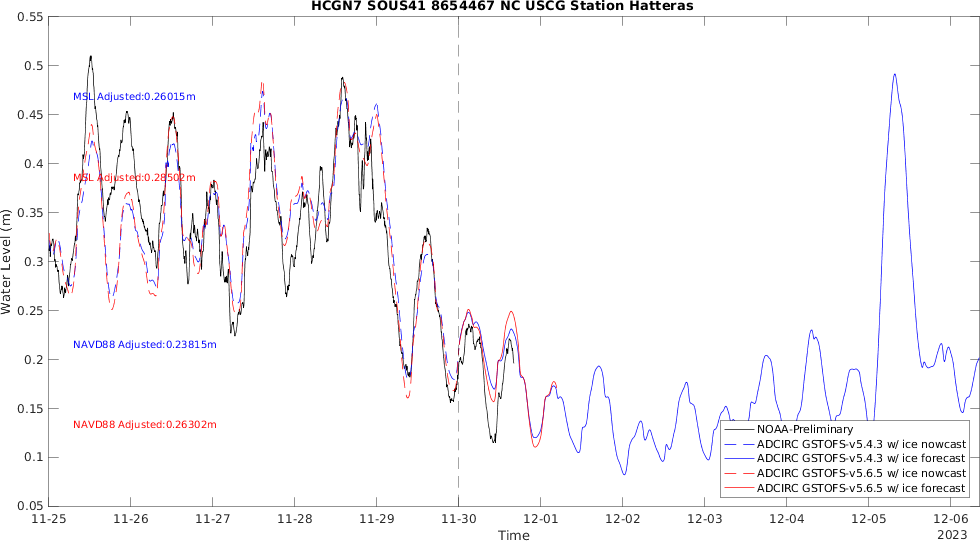 HCGN7 SOUS41 8654467 NC USCG Station Hatteras
0.55
0.5
0.45
0.4
0.35
0.3
0.25
0.2
0.15
0.1
0.05
Water Level (m)
MSL Adjusted:0.26015m
MSL Adjusted:0.28502m
NAVD88 Adjusted:0.23815m
NAVD88 Adjusted:0.26302m
NOAA-Preliminary
ADCIRC GSTOFS-v5.4.3 w/ ice nowcast
ADCIRC GSTOFS-v5.4.3 w/ ice forecast
ADCIRC GSTOFS-v5.6.5 w/ ice nowcast
ADCIRC GSTOFS-v5.6.5 w/ ice forecast
11-25 11-26 11-27 11-28 11-29 11-30 12-01 12-02 12-03 12-04 12-05 12-06
Time
2023